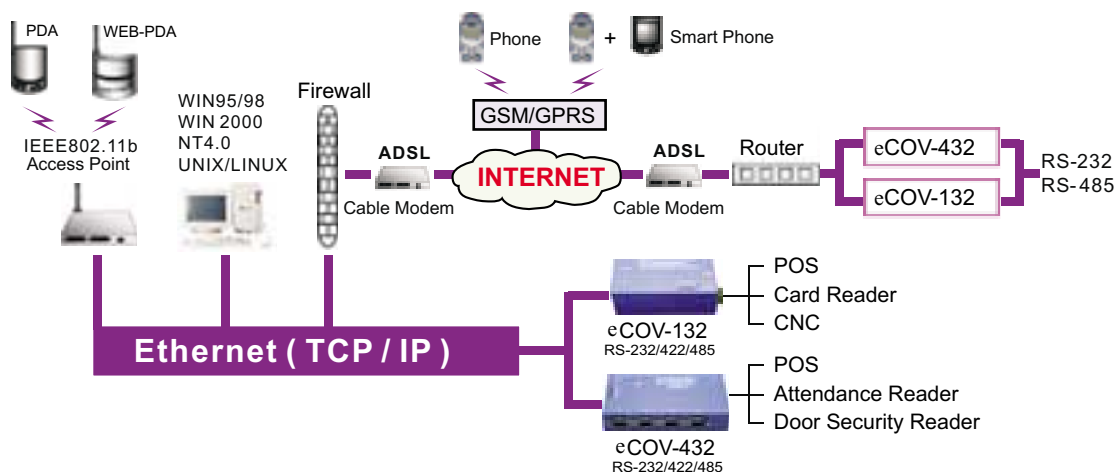 PDA
WEB-PDA
Phone
+
Smart Phone
WIN95/98
WIN 2000
NT4.0
UNIX/LINUX
Firewall
GSM/GPRS
IEEE802.11b
Access Point
ADSL
INTERNET
ADSL
Router
eCOV-432
RS-232
RS-485
eCOV-132
Cable Modem
Cable Modem
Ethernet ( TCP / IP )
eCOV-132
RS-232/422/485
POS
Card Reader
CNC
eCOV-432
RS-232/422/485
POS
Attendance Reader
Door Security Reader